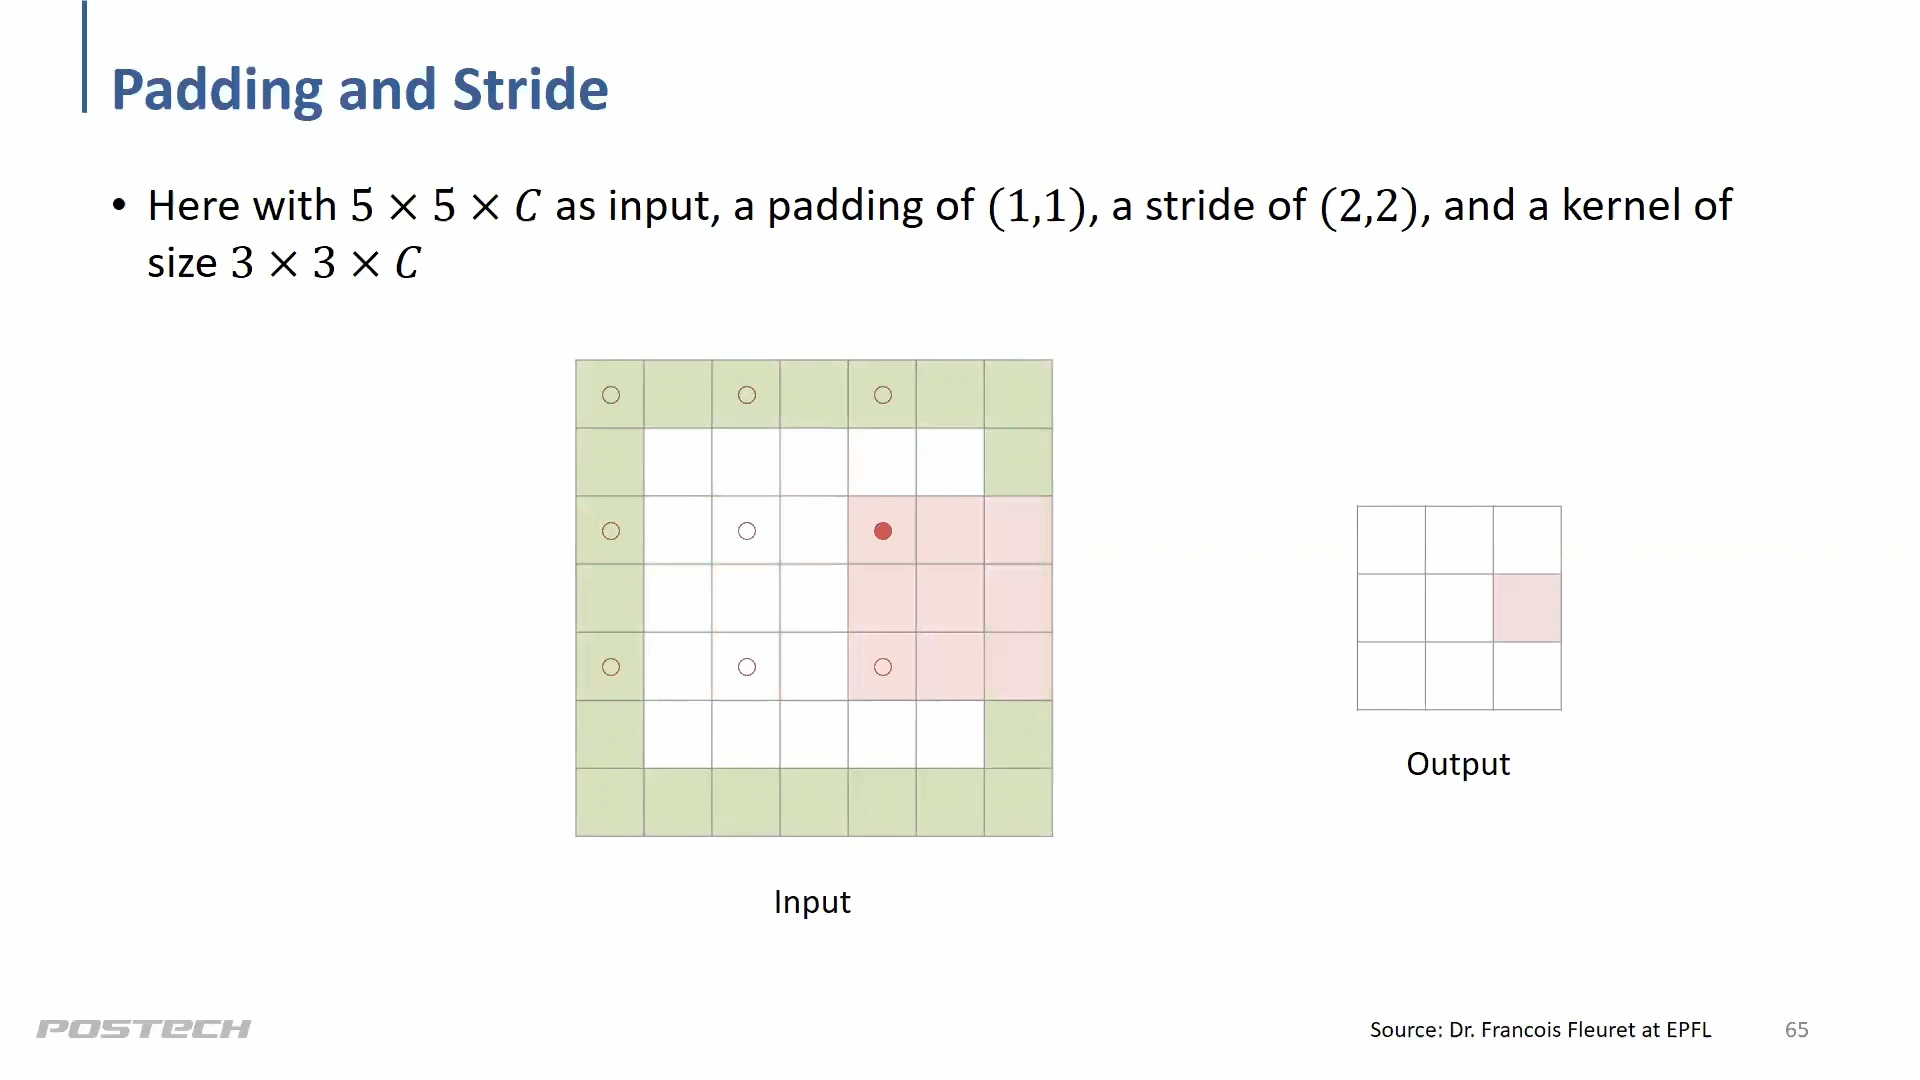 Padding and Stride
• Here with 5 × 5 × C as input, a padding of (1,1), a stride of (2,2), and a kernel of
size 3 × 3 × C
Output
Input
POSTECH
Source: Dr. Francois Fleuret at EPFL
65